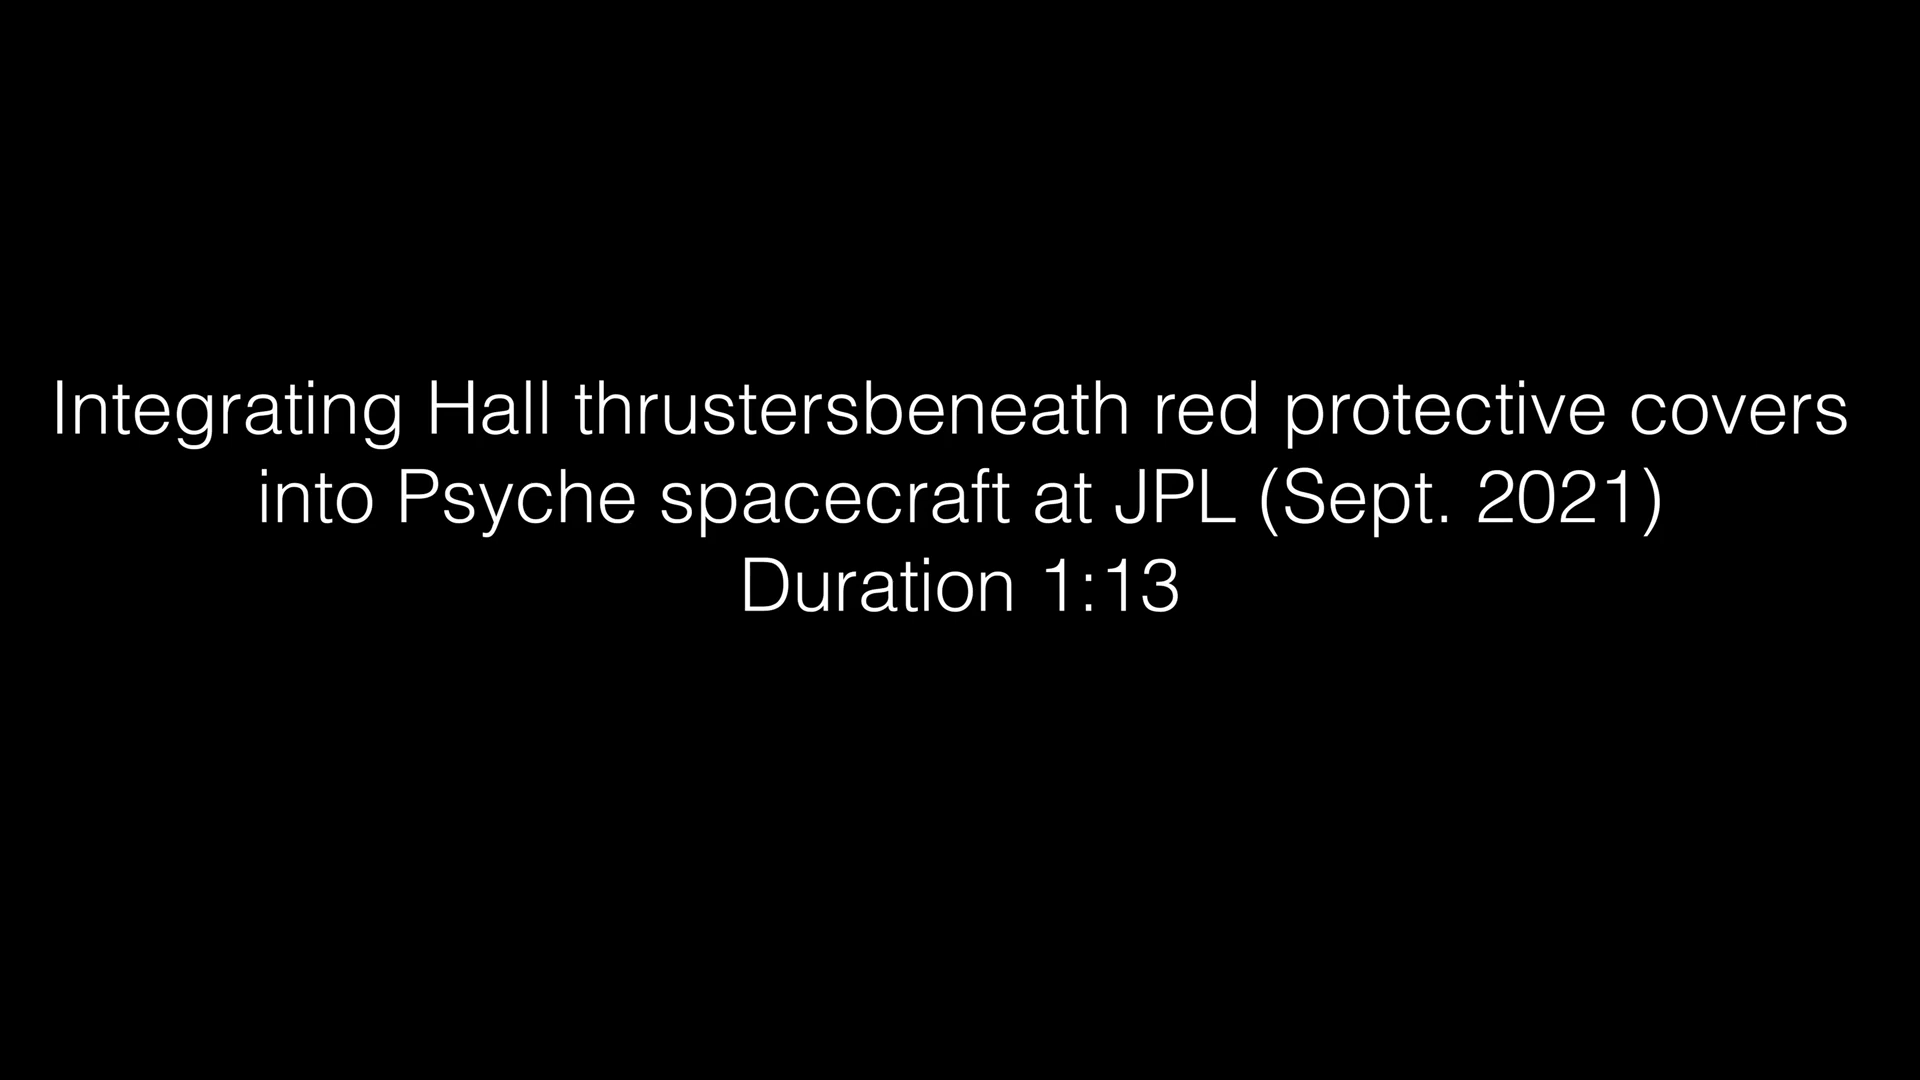 Integrating Hall thrustersbeneath red protective covers
into Psyche spacecraft at JPL (Sept. 2021)
Duration 1:13